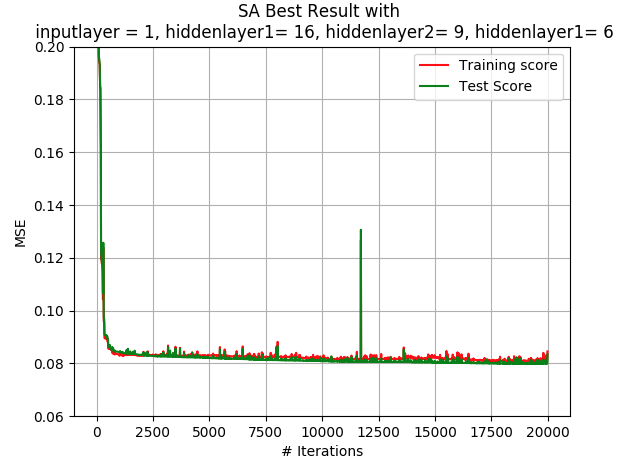 SA Best Result with
inputlayer = 1, hiddenlayer1= 16, hiddenlayer2= 9, hiddenlayer1= 6
0.20
0.18
0.16
0.14
0.12
0.10
0.08
0.06
MSE
Training score
Test Score
0 2500 5000 7500 10000 12500 15000 17500 20000
# Iterations